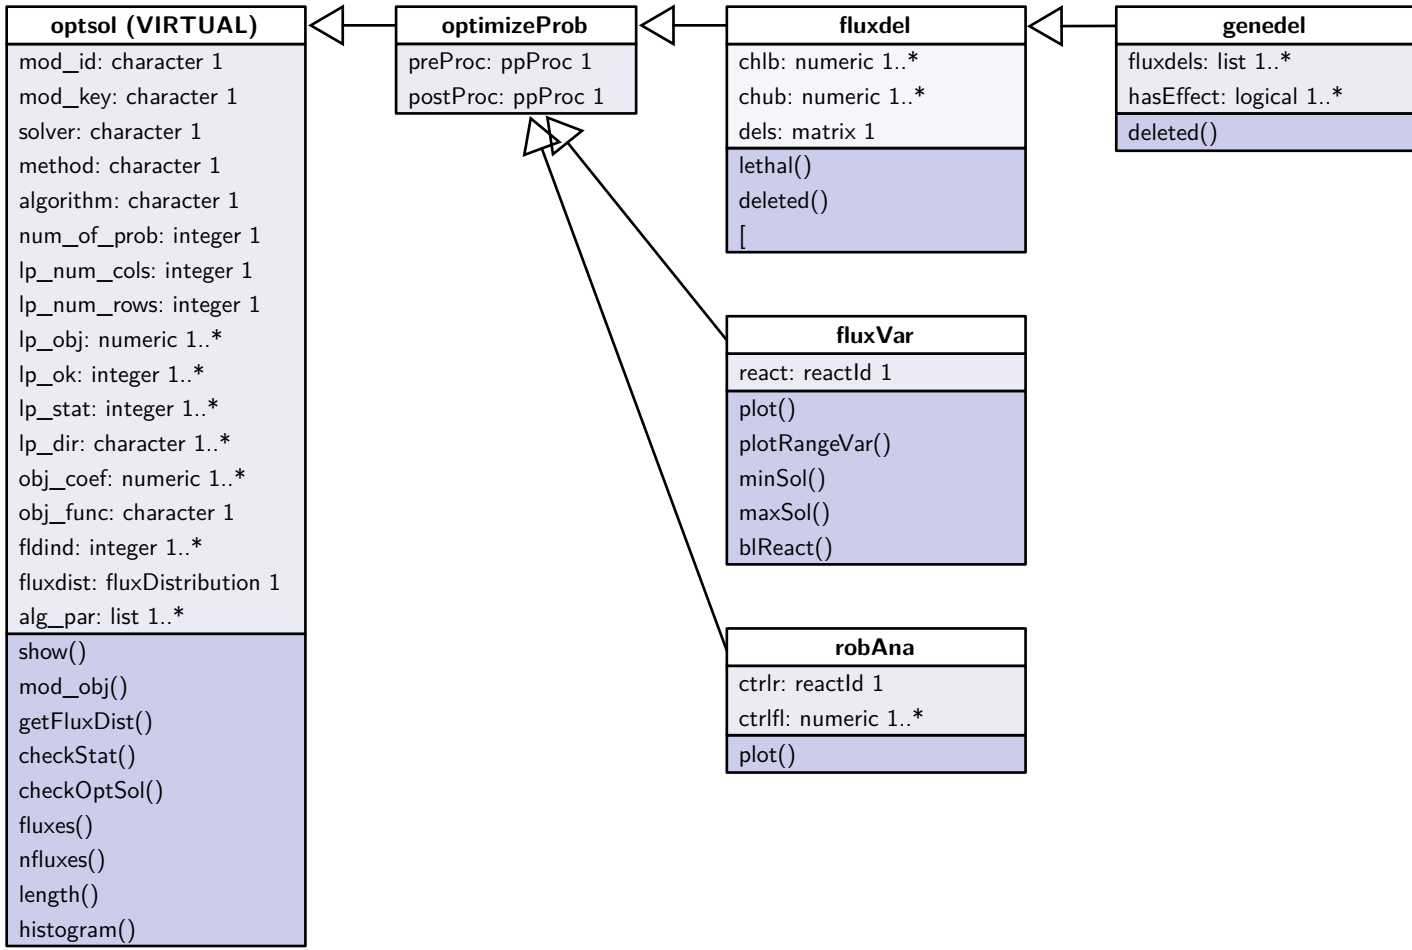 optsol (VIRTUAL)
mod_id: character 1
mod_key: character 1
solver: character 1
method: character 1
algorithm: character 1
num_of_prob: integer 1
lp_num_cols: integer 1
lp_num_rows: integer 1
lp_obj: numeric 1..*
lp_ok: integer 1..*
lp_stat: integer 1..*
lp_dir: character 1..*
obj_coef: numeric 1..*
obj_func: character 1
fldind: integer 1..*
fluxdist: fluxDistribution 1
alg_par: list 1..*
show()
mod_obj()
getFluxDist()
checkStat()
checkOptSol()
fluxes()
nfluxes()
length()
histogram()
optimizeProb
preProc: ppProc 1
postProc: ppProc 1
fluxdel
chlb: numeric 1..*
chub: numeric 1..*
dels: matrix 1
lethal()
deleted()
[
genedel
fluxdels: list 1..*
hasEffect: logical 1..*
deleted()
fluxVar
react: reactId 1
plot()
plotRangeVar()
minSol()
maxSol()
blReact()
robAna
ctrlr: reactId 1
ctrlfl: numeric 1..*
plot()